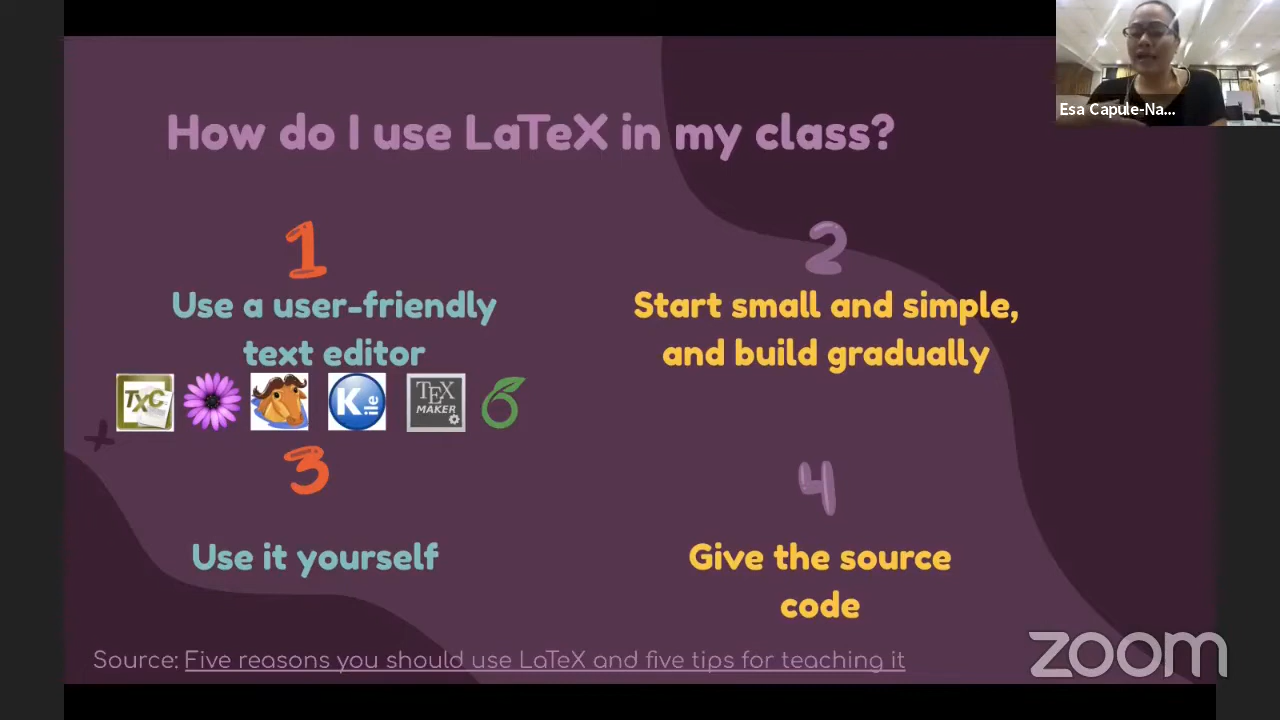 Esa Capule-Na...
How do I use LaTeX in my class?
1
Use a user-friendly
text editor
TXC
Kile
TEX
MAKER
2
Start small and simple,
and build gradually
3
Use it yourself
4
Give the source
code
Source: Five reasons you should use LaTeX and five tips for teaching it
zoom